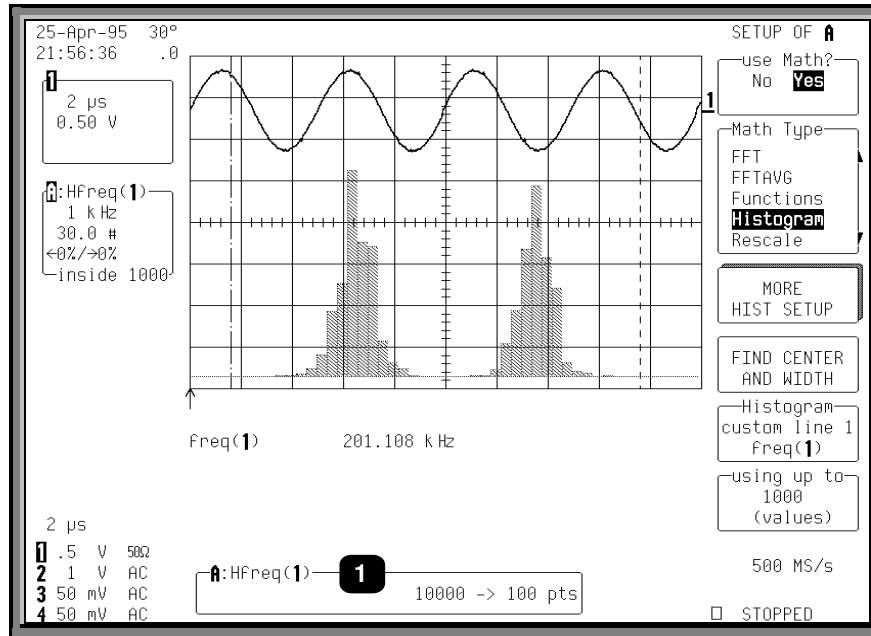 25-Apr-95 30°
21:56:36 .0
1
2 µs
0.50 V
A:Hfreq(1)
1 kHz
30.0 #
←0%/→0%
inside 1000
1
freq(1) 201.108 kHz
2 µs
1 .5 V 50Ω
2 1 V AC
3 50 mV AC
4 50 mV AC
A:Hfreq(1) 1
10000 -> 100 pts
SETUP OF A
use Math?
No Yes
Math Type
FFT
FFTAVG
Functions
Histogram
Rescale
MORE
HIST SETUP
FIND CENTER
AND WIDTH
Histogram
custom line 1
freq(1)
using up to
1000
(values)
500 MS/s
□ STOPPED